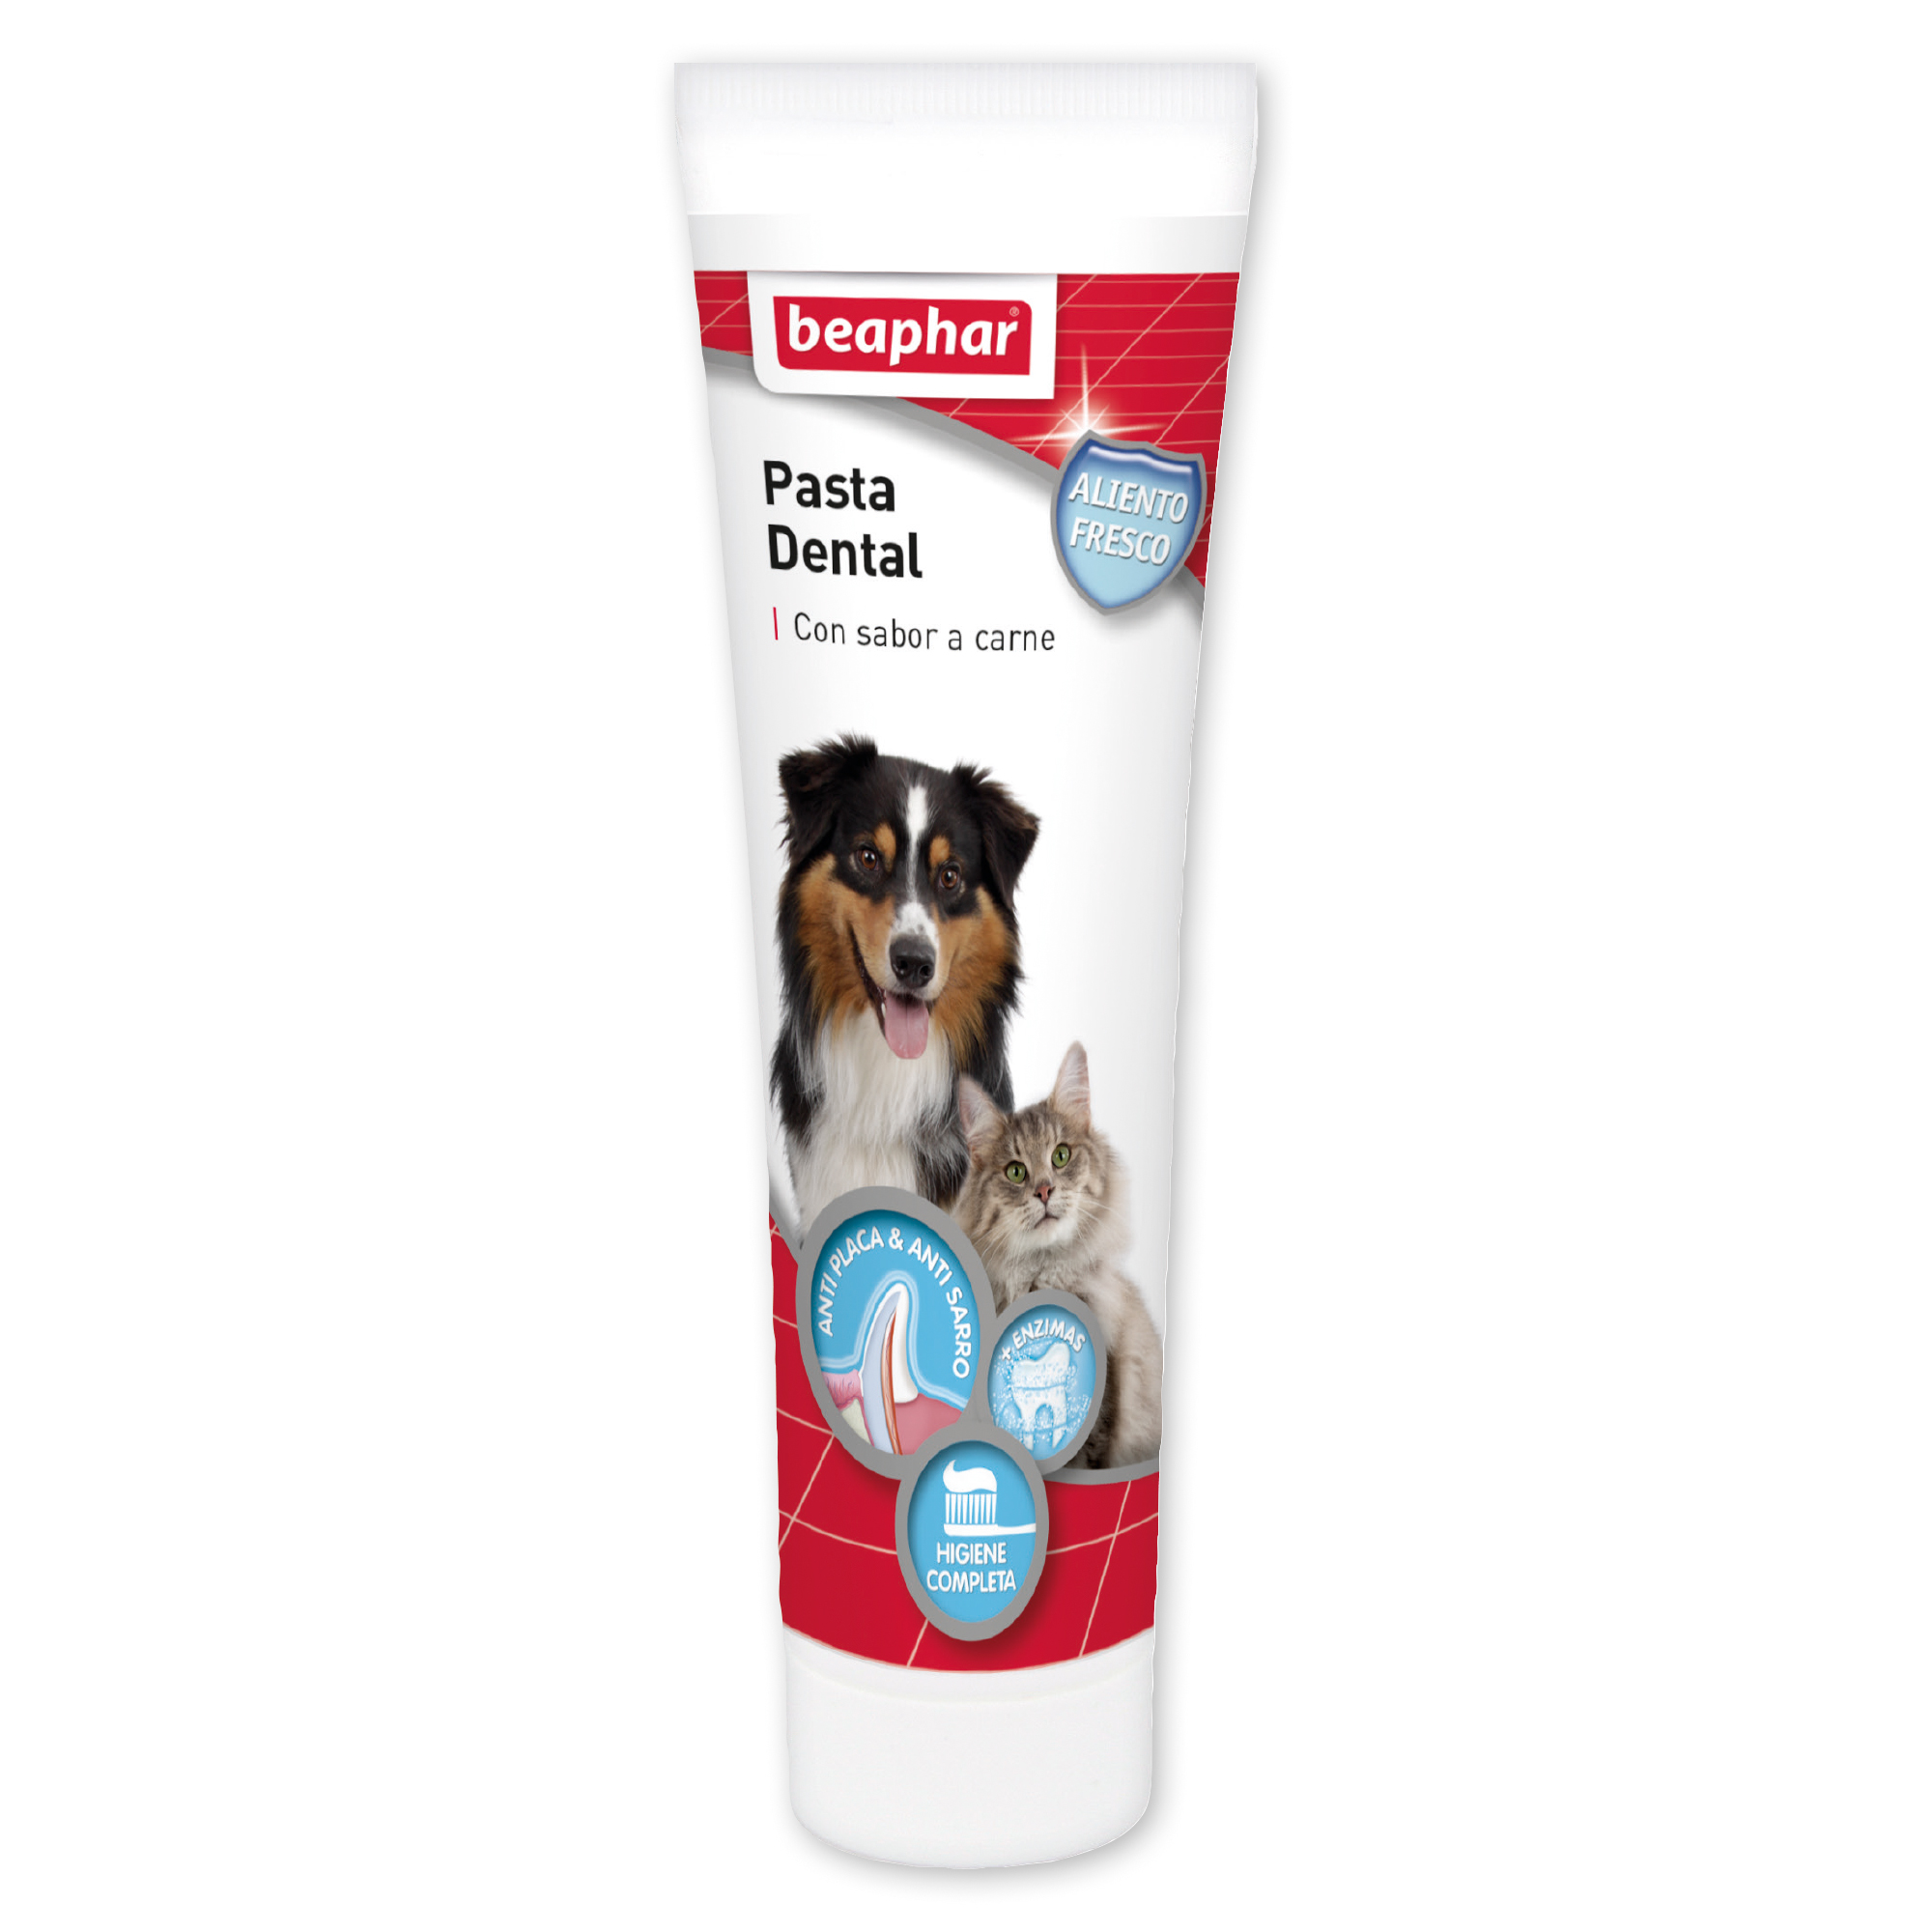 beaphar®
Pasta
Dental
Con sabor a carne
ALIENTO
FRESCO
ANTI PLACA & ANTI SARRO
+ ENZIMAS
HIGIENE
COMPLETA